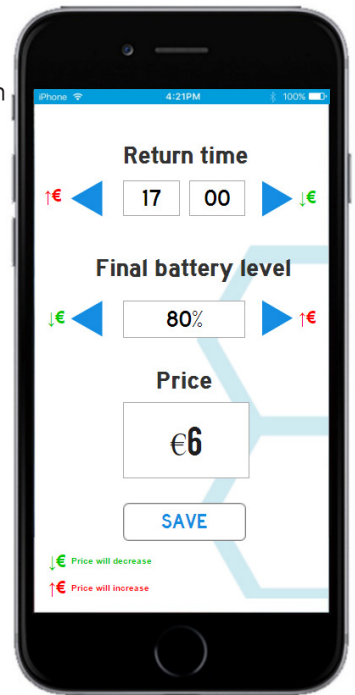 n
iPhone 4:21PM 100%
Return time
↑€ 17 00 ↓€
Final battery level
↓€ 80% ↑€
Price
€6
SAVE
↓€ Price will decrease
↑€ Price will increase